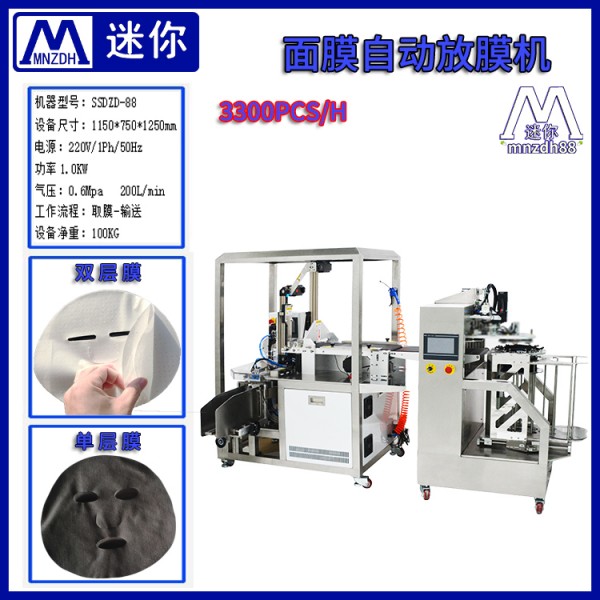 MNZDH
迷你
面膜自动放膜机
3300PCS/H
迷你
mnzdh88
机器型号：SSDZD-88
设备尺寸：1150*750*1250mm
电源：220V/1Ph/50Hz
功率 1.0KW
气压：0.6Mpa 200L/min
工作流程：取膜-输送
设备净重：100KG
双层膜
单层膜